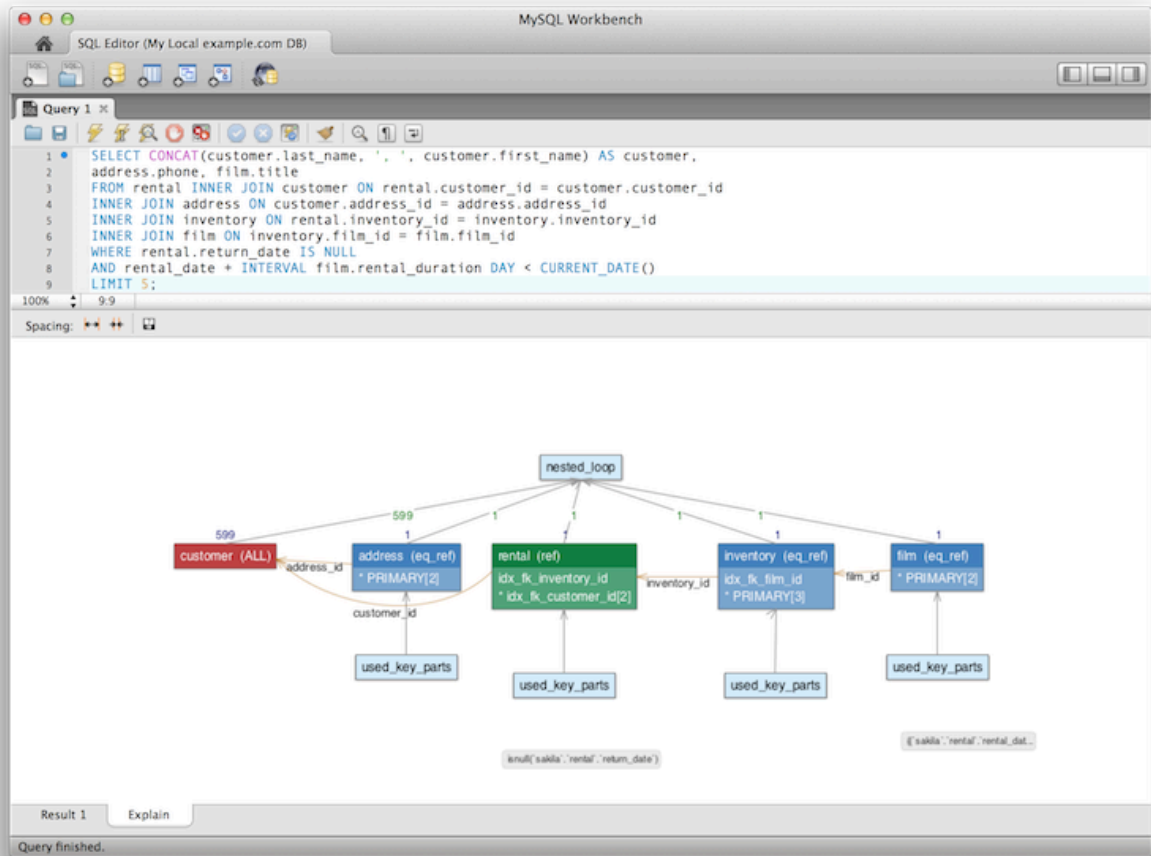 MySQL Workbench
SQL Editor (My Local example.com DB)
Query 1
1 SELECT CONCAT(customer.last_name, ', ', customer.first_name) AS customer,
2 address.phone, film.title
3 FROM rental INNER JOIN customer ON rental.customer_id = customer.customer_id
4 INNER JOIN address ON customer.address_id = address.address_id
5 INNER JOIN inventory ON rental.inventory_id = inventory.inventory_id
6 INNER JOIN film ON inventory.film_id = film.film_id
7 WHERE rental.return_date IS NULL
8 AND rental_date + INTERVAL film.rental_duration DAY < CURRENT_DATE()
9 LIMIT 5;
100% 9:9
Spacing:
nested_loop
599 1 1 1 1
599 1 1 1 1
customer (ALL) address (eq_ref) rental (ref) inventory (eq_ref) film (eq_ref)
address_id * PRIMARY[2] idx_fk_inventory_id inventory_id idx_fk_film_id film_id * PRIMARY[2]
* idx_fk_customer_id[2] * PRIMARY[3]
customer_id
used_key_parts used_key_parts used_key_parts used_key_parts
(`sakila`.`rental`.`rental_dat...
isnull(`sakila`.`rental`.`return_date`)
Result 1 Explain
Query finished.